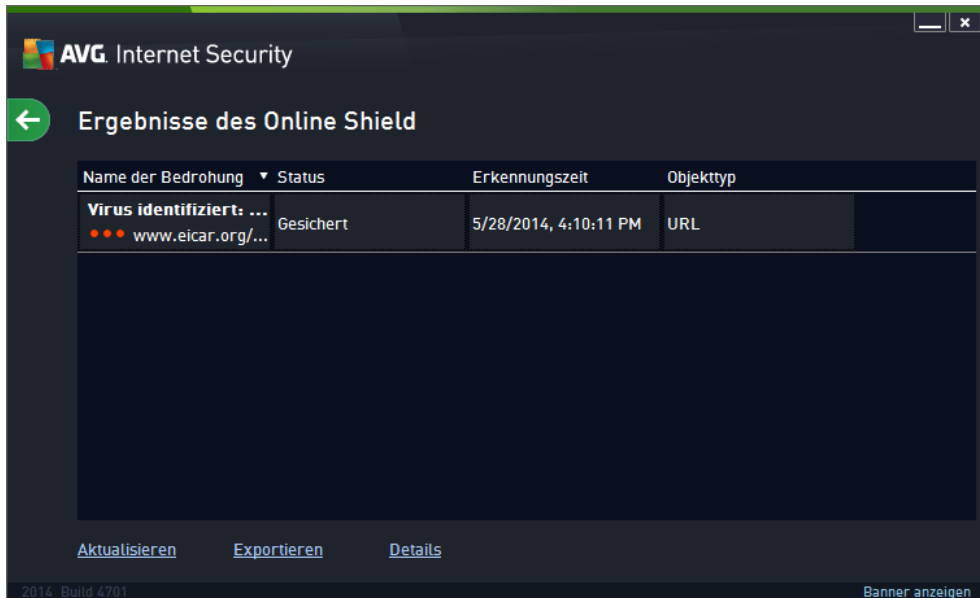 AVG. Internet Security
Ergebnisse des Online Shield
Name der Bedrohung ▼ Status Erkennungszeit Objekttyp
Virus identifiziert: ...
www.eicar.org/...
Gesichert 5/28/2014, 4:10:11 PM URL
Aktualisieren Exportieren Details
2014 Build 4701 Banner anzeigen